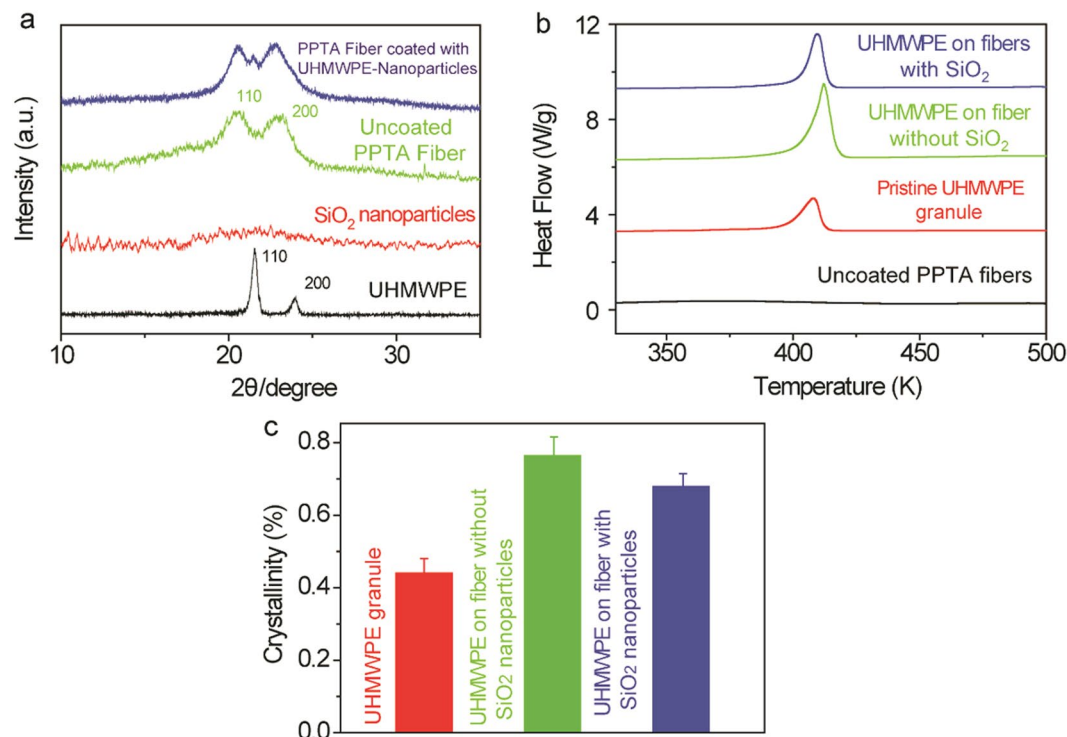 a
PPTA Fiber coated with
UHMWPE-Nanoparticles
110
200
Uncoated
PPTA Fiber
SiO2 nanoparticles
110
200
UHMWPE
Intensity (a.u.)
10
20
30
2θ/degree
b
12
8
4
0
UHMWPE on fibers
with SiO2
UHMWPE on fiber
without SiO2
Pristine UHMWPE
granule
Uncoated PPTA fibers
Heat Flow (W/g)
350
400
450
500
Temperature (K)
c
0.8
0.6
0.4
0.2
0.0
Crystallinity (%)
UHMWPE granule
UHMWPE on fiber without
SiO2 nanoparticles
UHMWPE on fiber with
SiO2 nanoparticles